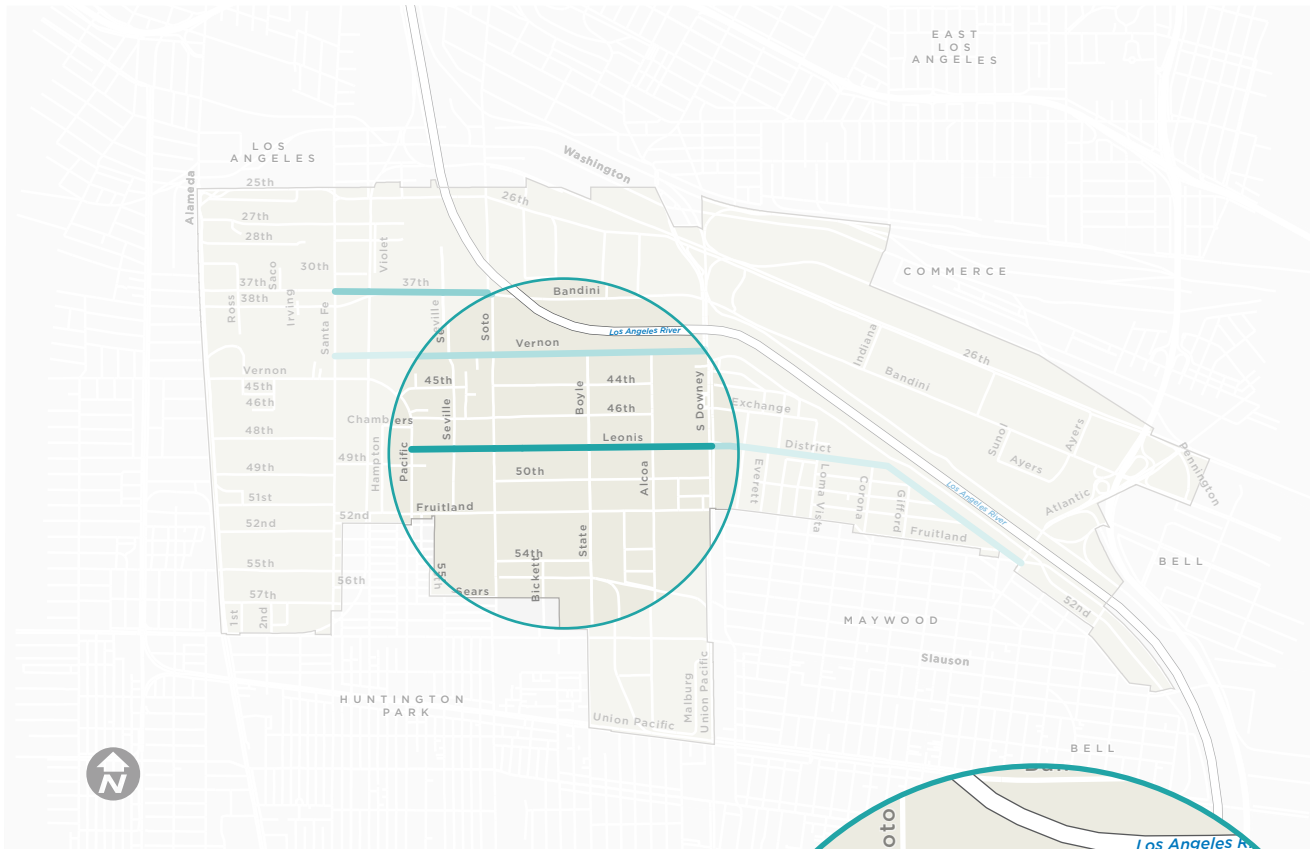 EAST
LOS
ANGELES
LOS
ANGELES
Washington
Alameda
25th
26th
27th
28th
Violet
30th
Saco
37th
37th
38th
Ross
Irving
Santa Fe
Seville
Soto
Bandini
Los Angeles River
COMMERCE
Indiana
26th
Bandini
Vernon
Vernon
45th
46th
45th
44th
Boyle
S Downey
Exchange
46th
Chambers
Seville
48th
Leonis
District
Sunol
Ayers
Ayers
Pennington
Hampton
Pacific
49th
49th
50th
Alcoa
Everett
Loma Vista
Corona
Gifford
Los Angeles River
Atlantic
51st
Fruitland
52nd
52nd
Fruitland
State
54th
Bickett
55th
55th
56th
Sears
57th
1st
2nd
BELL
52nd
MAYWOOD
Slauson
HUNTINGTON
PARK
Malburg
Union Pacific
Union Pacific
BELL
N
oto
Los Angeles R